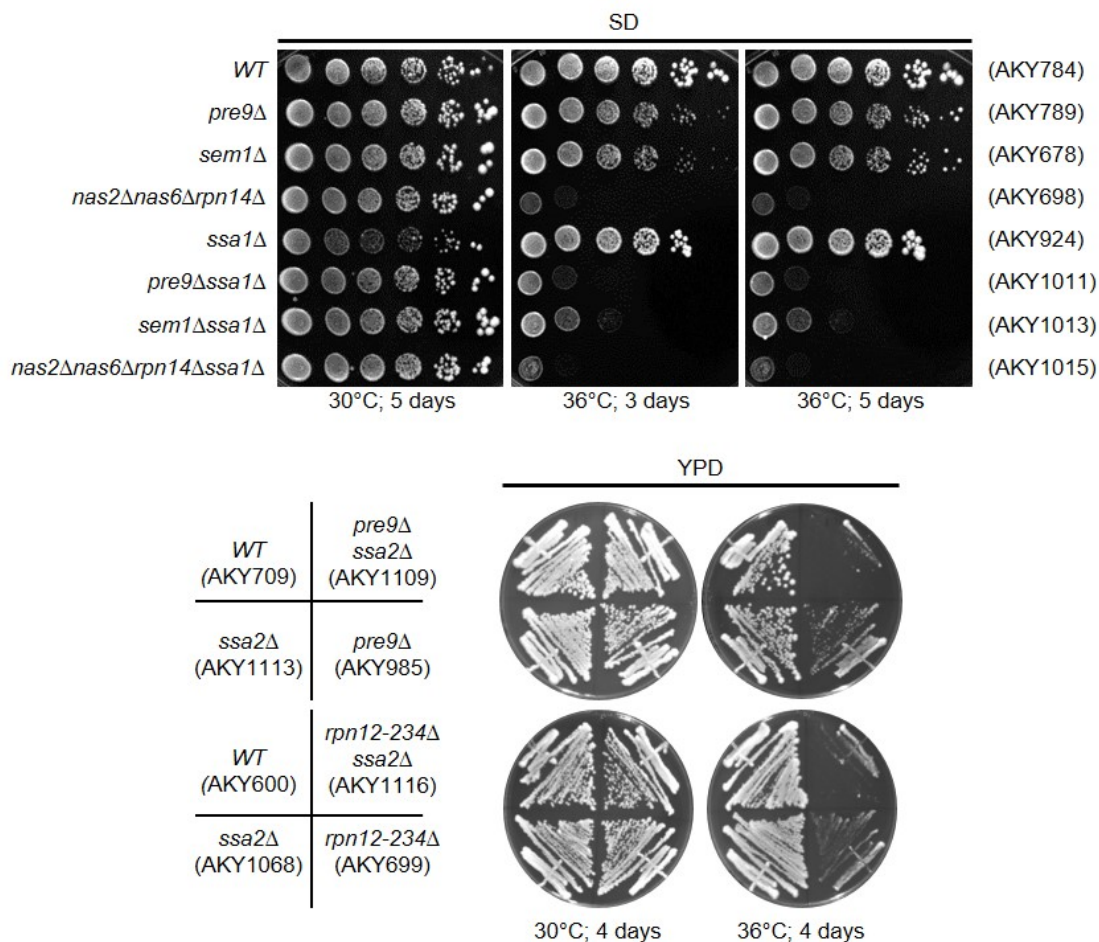 SD
WT (AKY784)
pre9Δ (AKY789)
sem1Δ (AKY678)
nas2Δnas6Δrpn14Δ (AKY698)
ssa1Δ (AKY924)
pre9Δssa1Δ (AKY1011)
sem1Δssa1Δ (AKY1013)
nas2Δnas6Δrpn14Δssa1Δ (AKY1015)
30°C; 5 days 36°C; 3 days 36°C; 5 days
YPD
WT
(AKY709)
pre9Δ
ssa2Δ
(AKY1109)
ssa2Δ
(AKY1113)
pre9Δ
(AKY985)
WT
(AKY600)
rpn12-234Δ
ssa2Δ
(AKY1116)
ssa2Δ
(AKY1068)
rpn12-234Δ
(AKY699)
30°C; 4 days 36°C; 4 days